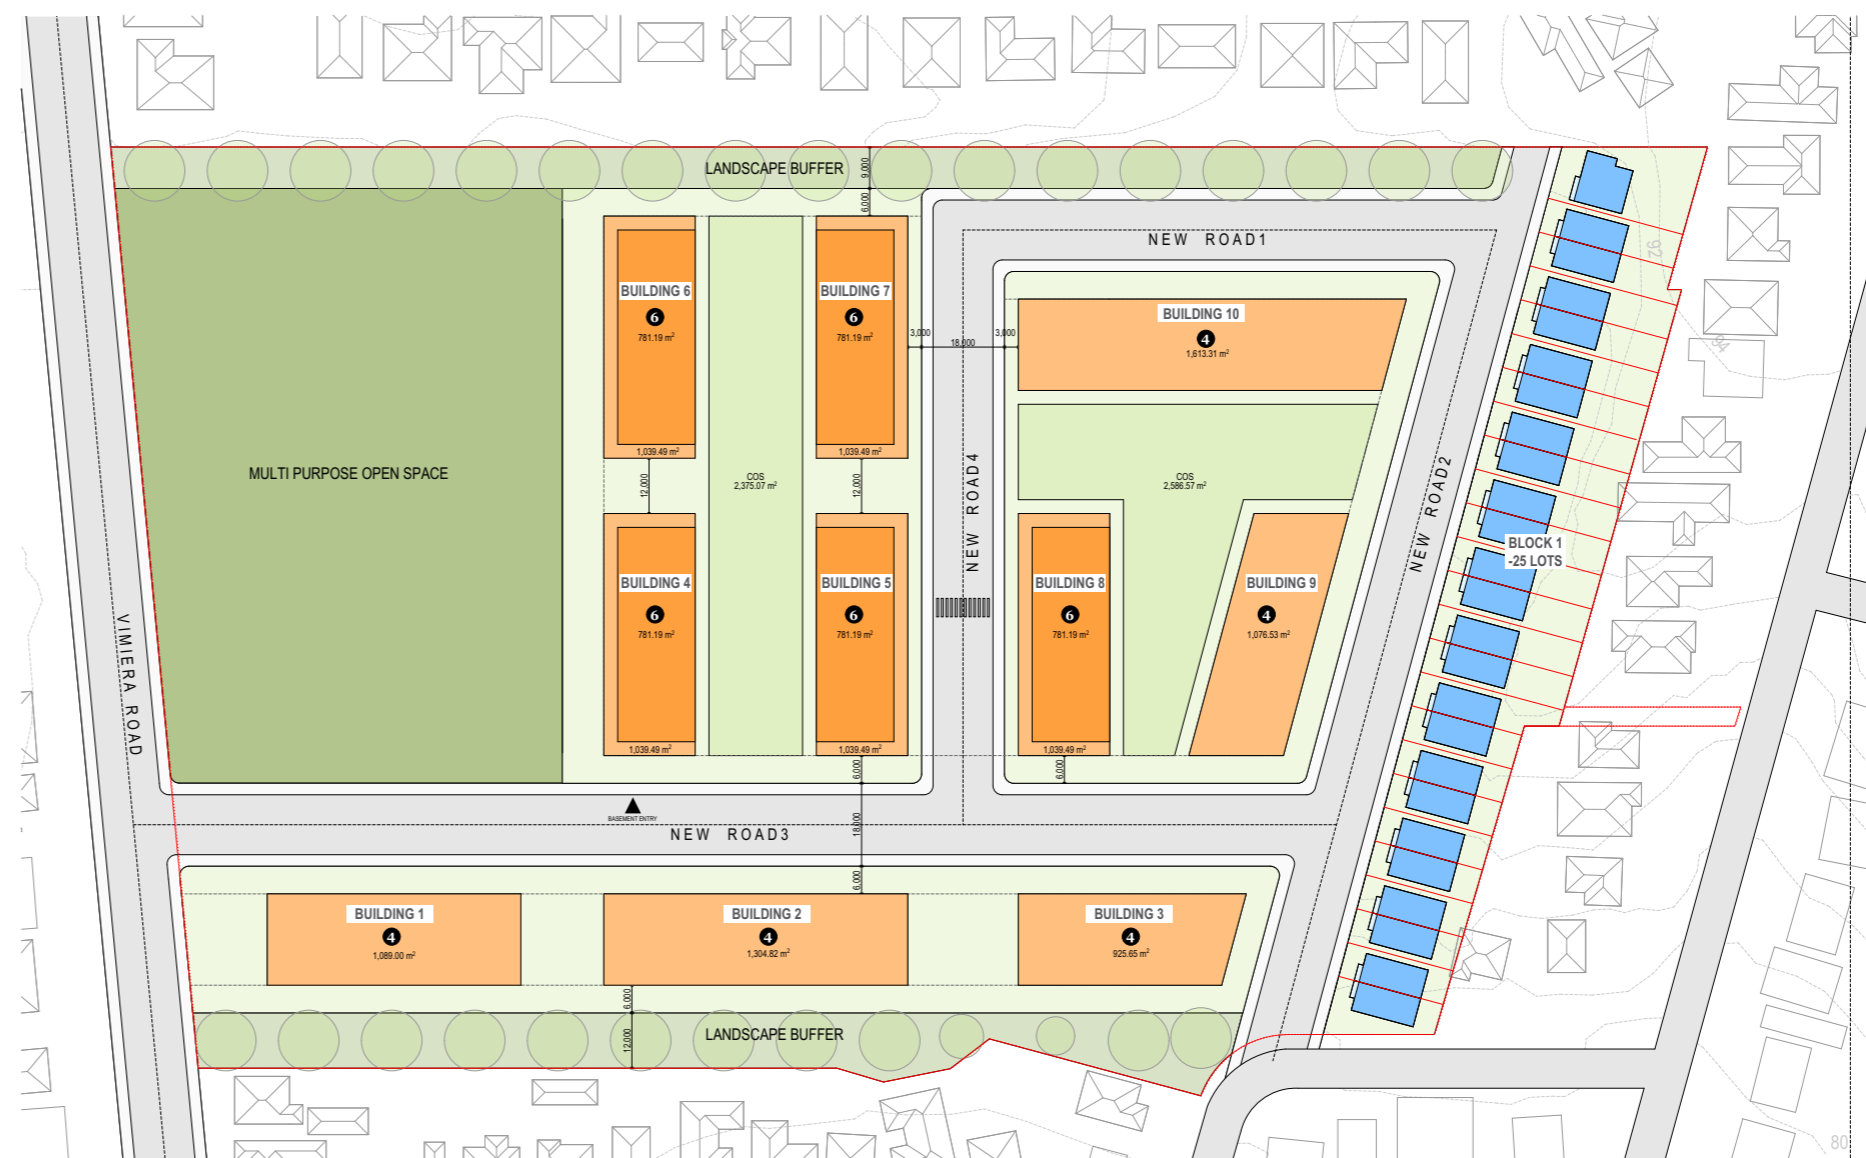 LANDSCAPE BUFFER
9,000
6,000
NEW ROAD1
92
94
BUILDING 6
6
781.19 m²
1,039.49 m²
BUILDING 7
6
781.19 m²
1,039.49 m²
3,000
18,000
3,000
BUILDING 10
4
1,613.31 m²
MULTI PURPOSE OPEN SPACE
12,000
COS
2,375.07 m²
12,000
NEW ROAD4
COS
2,586.57 m²
NEW ROAD2
BLOCK 1
-25 LOTS
BUILDING 4
6
781.19 m²
1,039.49 m²
BUILDING 5
6
781.19 m²
1,039.49 m²
BUILDING 8
6
781.19 m²
1,039.49 m²
BUILDING 9
4
1,076.53 m²
VIMIERA ROAD
6,000
6,000
BASEMENT ENTRY
NEW ROAD3
18,000
6,000
BUILDING 1
4
1,089.00 m²
BUILDING 2
4
1,304.82 m²
BUILDING 3
4
925.65 m²
6,000
12,000
LANDSCAPE BUFFER
80